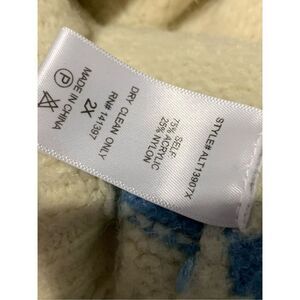 STYLE# ALT13907X
SELF:
75% ACRYLIC
25% NYLON
DRY CLEAN ONLY
RN# 141397
2X
MADE IN CHINA
P